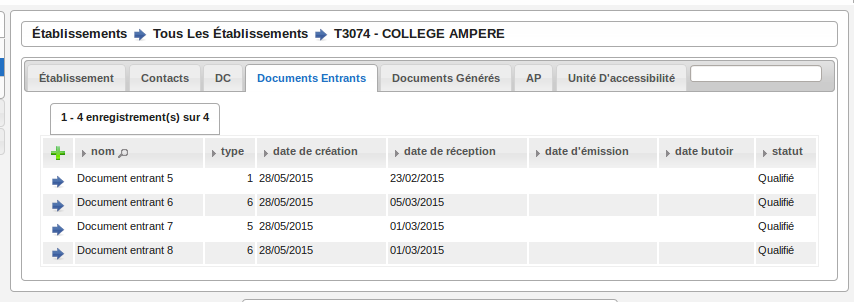 Établissements Tous Les Établissements T3074 - COLLEGE AMPERE
Établissement Contacts DC Documents Entrants Documents Générés AP Unité D'accessibilité
1 - 4 enregistrement(s) sur 4
nom type date de création date de réception date d'émission date butoir statut
Document entrant 5 1 28/05/2015 23/02/2015 Qualifié
Document entrant 6 6 28/05/2015 05/03/2015 Qualifié
Document entrant 7 5 28/05/2015 01/03/2015 Qualifié
Document entrant 8 6 28/05/2015 01/03/2015 Qualifié